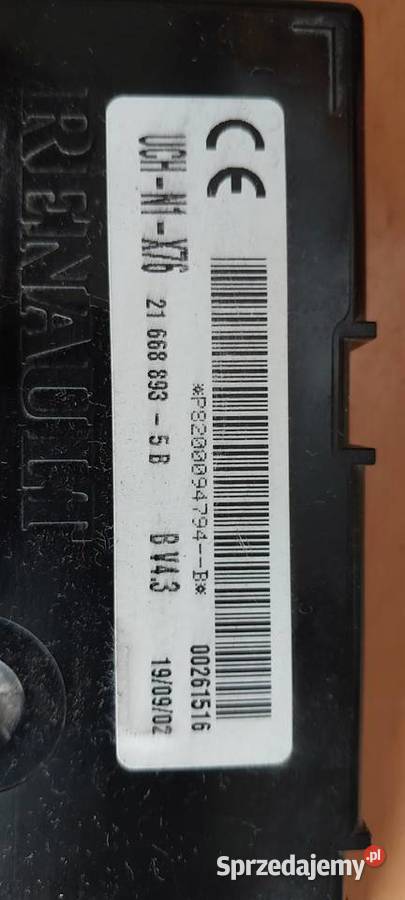 RENAULT
CE
*P8200094794--B*
00261516
UCH-N1-X76
21 668 893 - 5 B
B V4.3
19/09/02
Sprzedajemy.pl